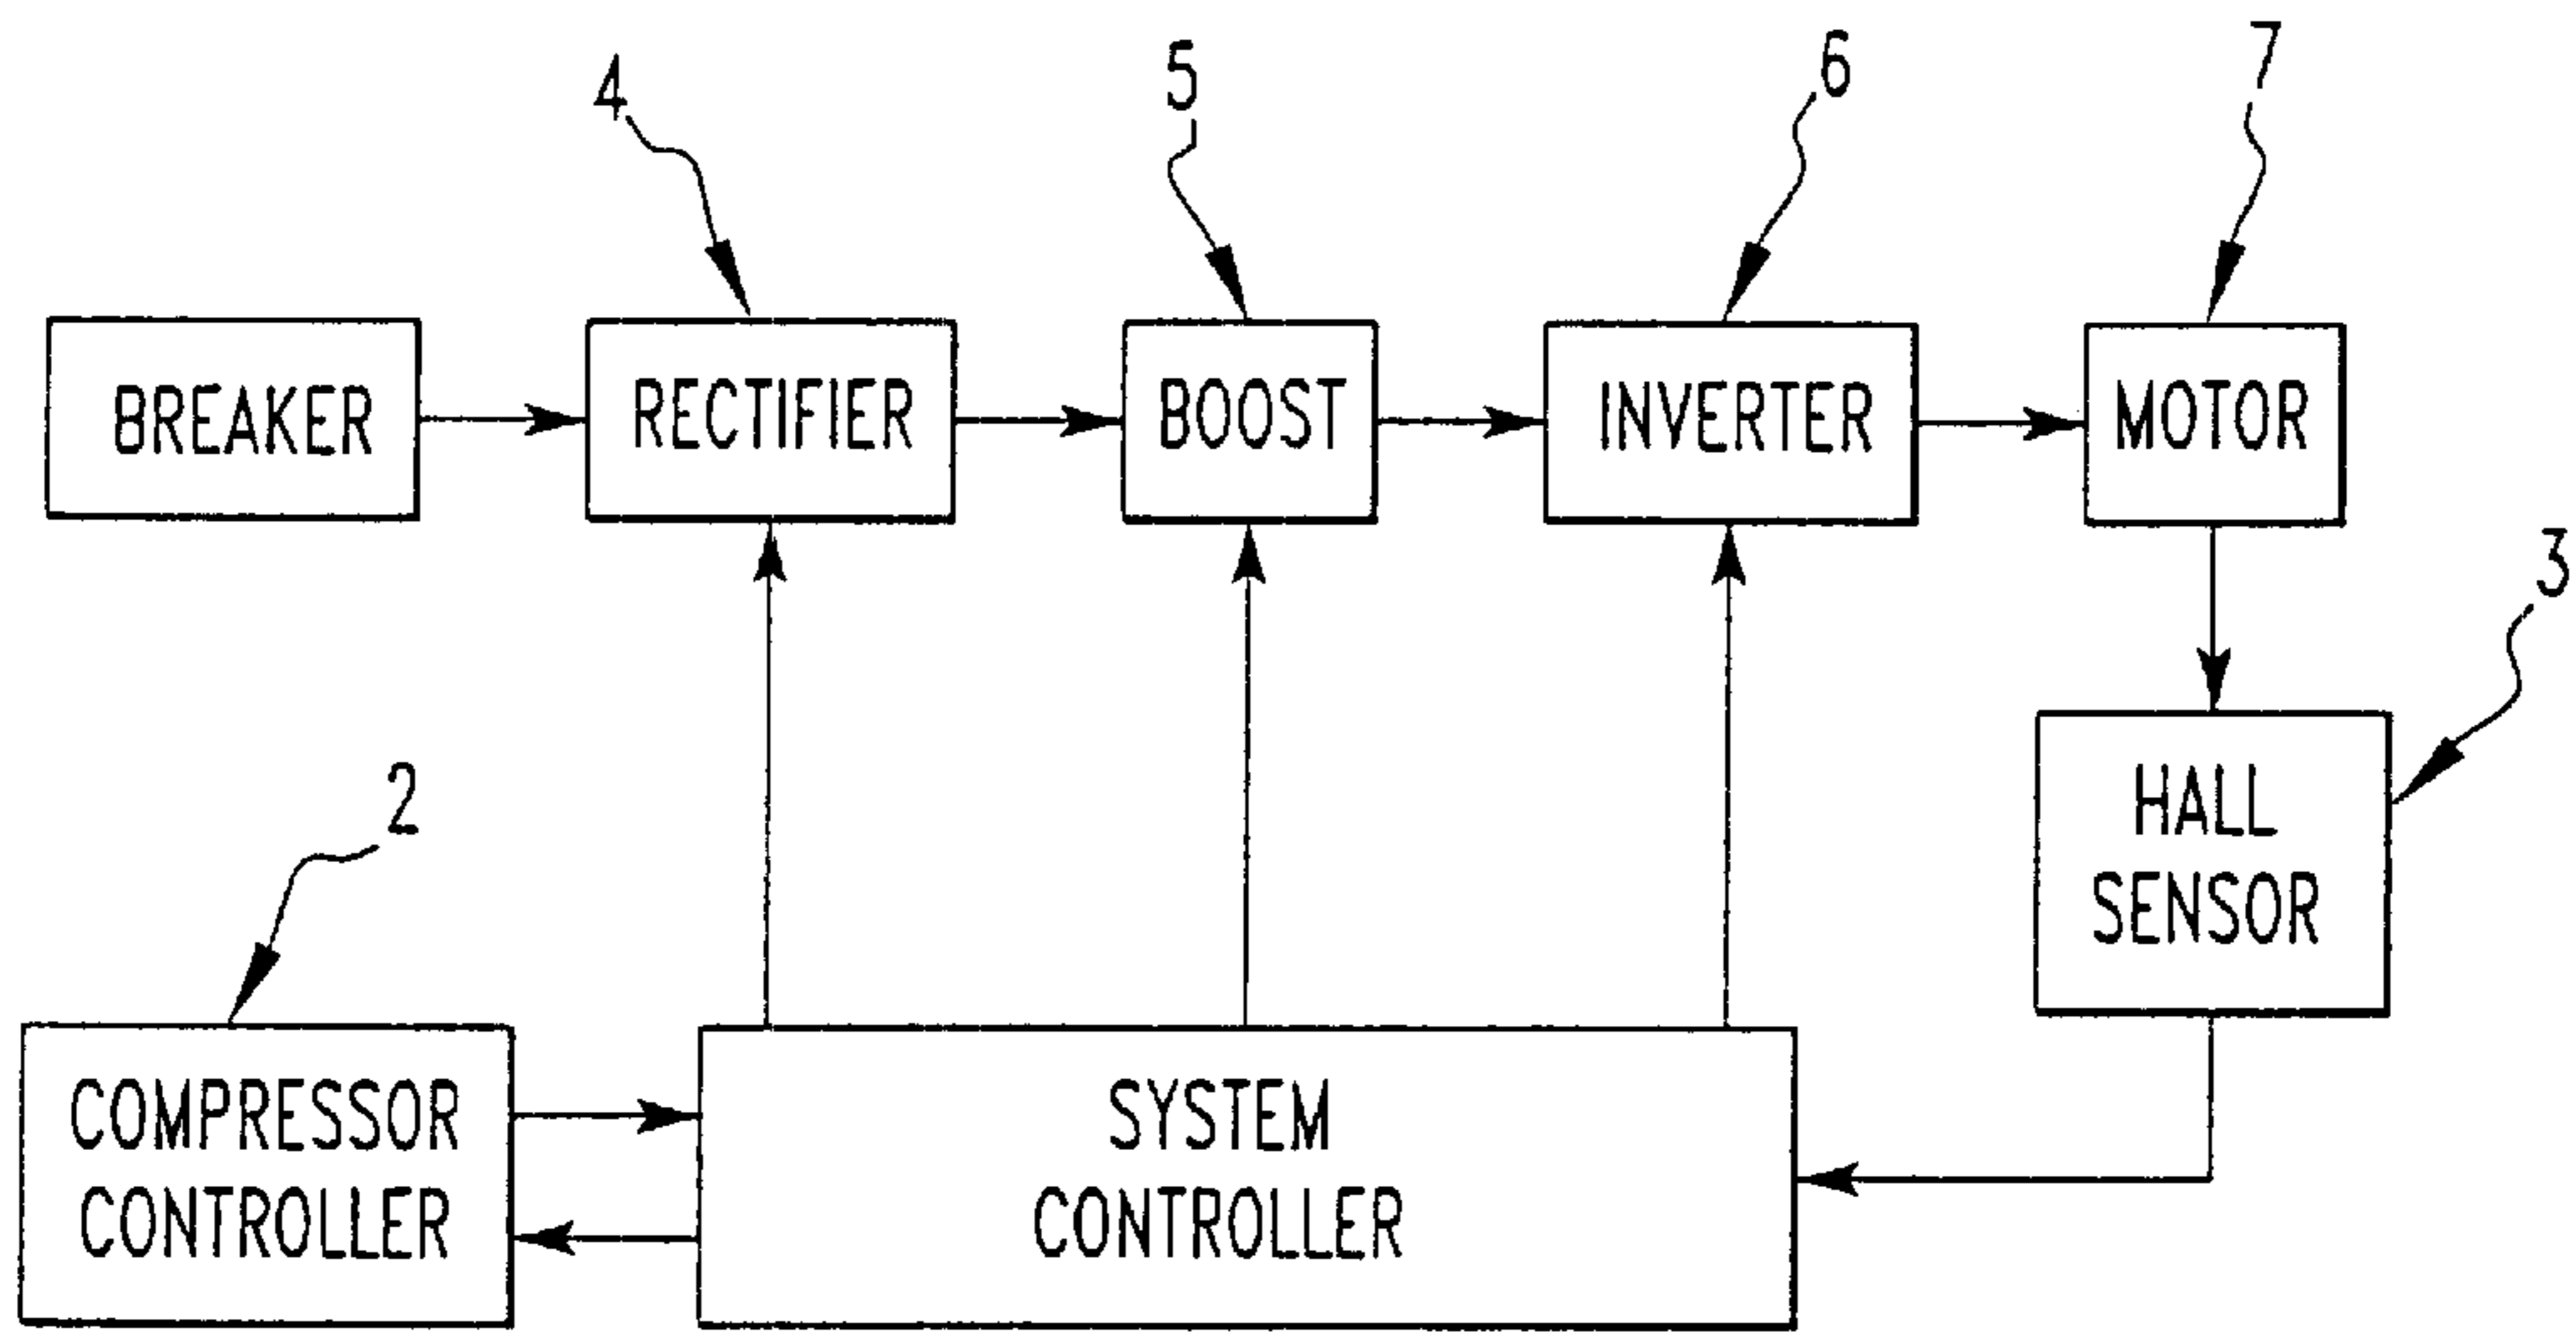 4
5
6
7
BREAKER
RECTIFIER
BOOST
INVERTER
MOTOR
3
2
HALL
SENSOR
COMPRESSOR
CONTROLLER
SYSTEM
CONTROLLER